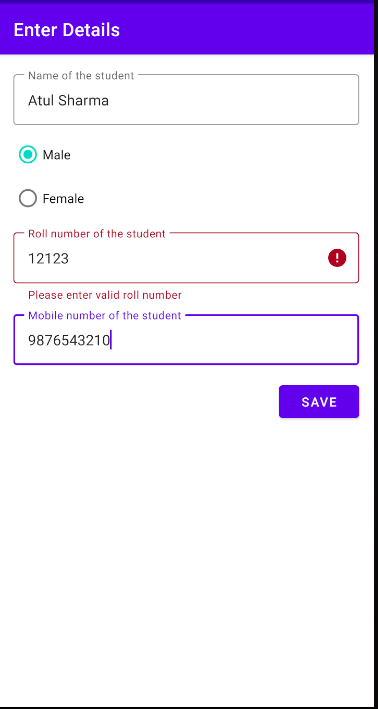 Enter Details
Name of the student
Atul Sharma
Male
Female
Roll number of the student
12123
Please enter valid roll number
Mobile number of the student
9876543210
SAVE